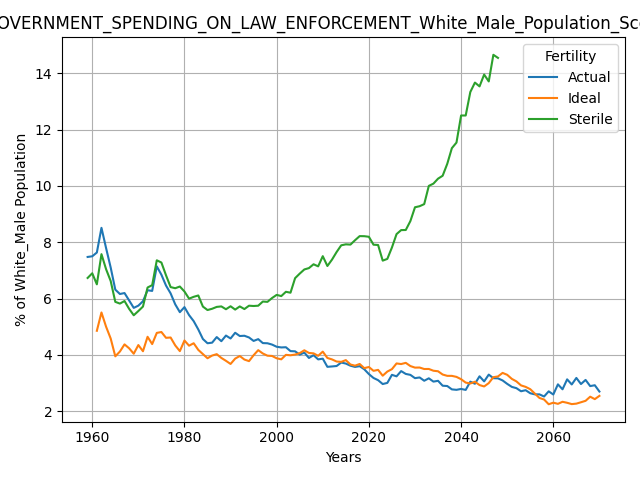 OVERNMENT_SPENDING_ON_LAW_ENFORCEMENT_White_Male_Population_Sc
Fertility
Actual
Ideal
Sterile
% of White_Male Population
14
12
10
8
6
4
2
1960 1980 2000 2020 2040 2060
Years